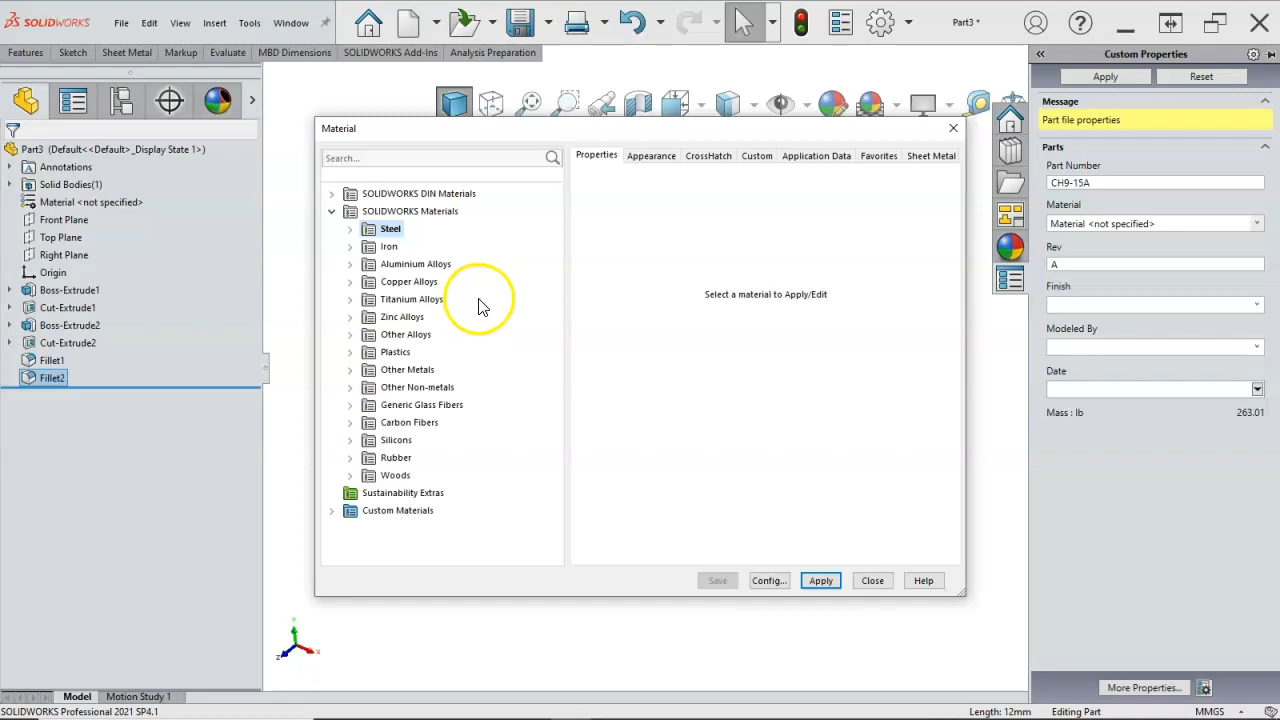 SOLIDWORKS File Edit View Insert Tools Window Part3 *
Features Sketch Sheet Metal Markup Evaluate MBD Dimensions SOLIDWORKS Add-Ins Analysis Preparation
Part3 (Default<<Default>_Display State 1>)
Annotations
Solid Bodies(1)
Material <not specified>
Front Plane
Top Plane
Right Plane
Origin
Boss-Extrude1
Cut-Extrude1
Boss-Extrude2
Cut-Extrude2
Fillet1
Fillet2
Material
Search...
SOLIDWORKS DIN Materials
SOLIDWORKS Materials
Steel
Iron
Aluminium Alloys
Copper Alloys
Titanium Alloys
Zinc Alloys
Other Alloys
Plastics
Other Metals
Other Non-metals
Generic Glass Fibers
Carbon Fibers
Silicons
Rubber
Woods
Sustainability Extras
Custom Materials
Properties Appearance CrossHatch Custom Application Data Favorites Sheet Metal
Select a material to Apply/Edit
Save Config... Apply Close Help
Custom Properties
Apply Reset
Message
Part file properties
Parts
Part Number
CH9-15A
Material
Material <not specified>
Rev
A
Finish
Modeled By
Date
Mass : lb 263.01
More Properties...
Y
Z X
Model Motion Study 1
SOLIDWORKS Professional 2021 SP4.1 Length: 12mm Editing Part MMGS